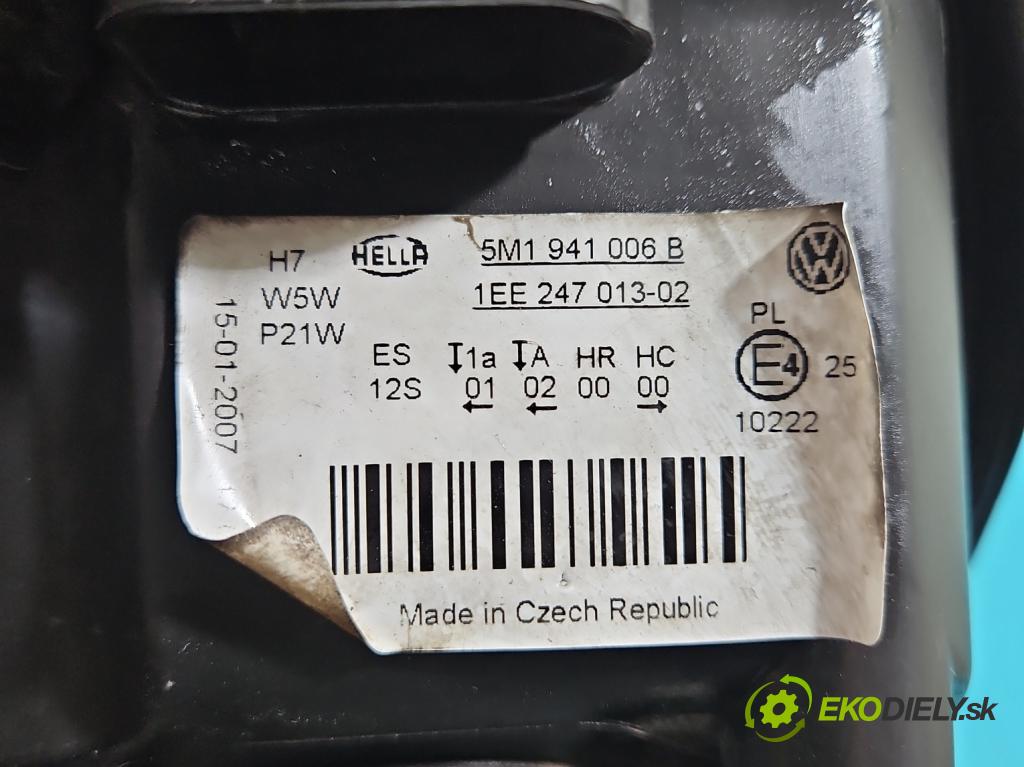 H7
W5W
P21W
HELLA
5M1 941 006 B
1EE 247 013-02
15-01-2007
ES 1a A HR HC
12S 01 02 00 00
PL
E4 25
10222
Made in Czech Republic
EKODIELY.sk